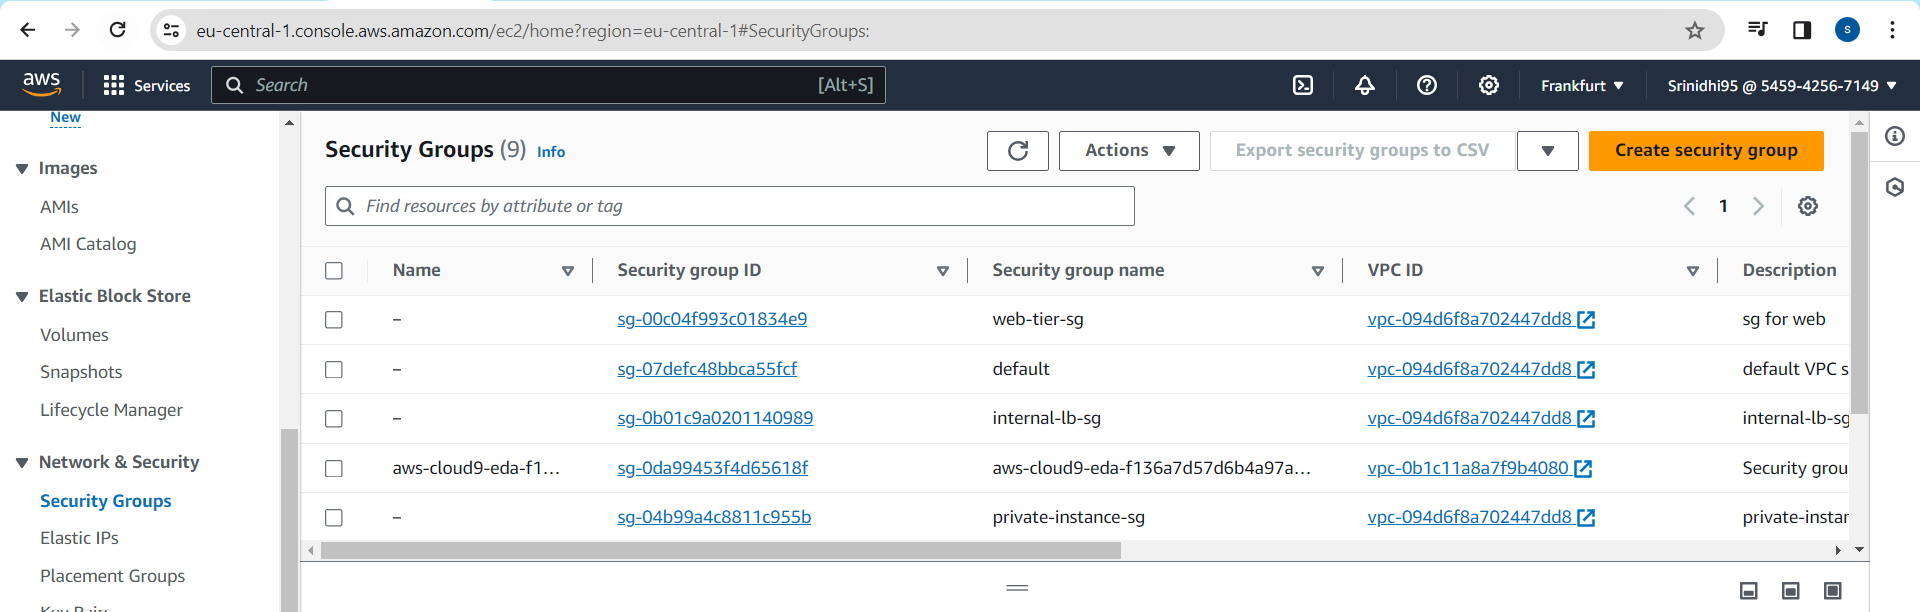 eu-central-1.console.aws.amazon.com/ec2/home?region=eu-central-1#SecurityGroups:
S
aws
Services
Search
[Alt+S]
Frankfurt
Srinidhi95 @ 5459-4256-7149
New
Images
AMIs
AMI Catalog
Elastic Block Store
Volumes
Snapshots
Lifecycle Manager
Network & Security
Security Groups
Elastic IPs
Placement Groups
Key Pairs
Security Groups (9) Info
Actions
Export security groups to CSV
Create security group
Find resources by attribute or tag
1
Name Security group ID Security group name VPC ID Description
– sg-00c04f993c01834e9 web-tier-sg vpc-094d6f8a702447dd8 sg for web
– sg-07defc48bbca55fcf default vpc-094d6f8a702447dd8 default VPC s
– sg-0b01c9a0201140989 internal-lb-sg vpc-094d6f8a702447dd8 internal-lb-sg
aws-cloud9-eda-f1... sg-0da99453f4d65618f aws-cloud9-eda-f136a7d57d6b4a97a... vpc-0b1c11a8a7f9b4080 Security grou
– sg-04b99a4c8811c955b private-instance-sg vpc-094d6f8a702447dd8 private-instar